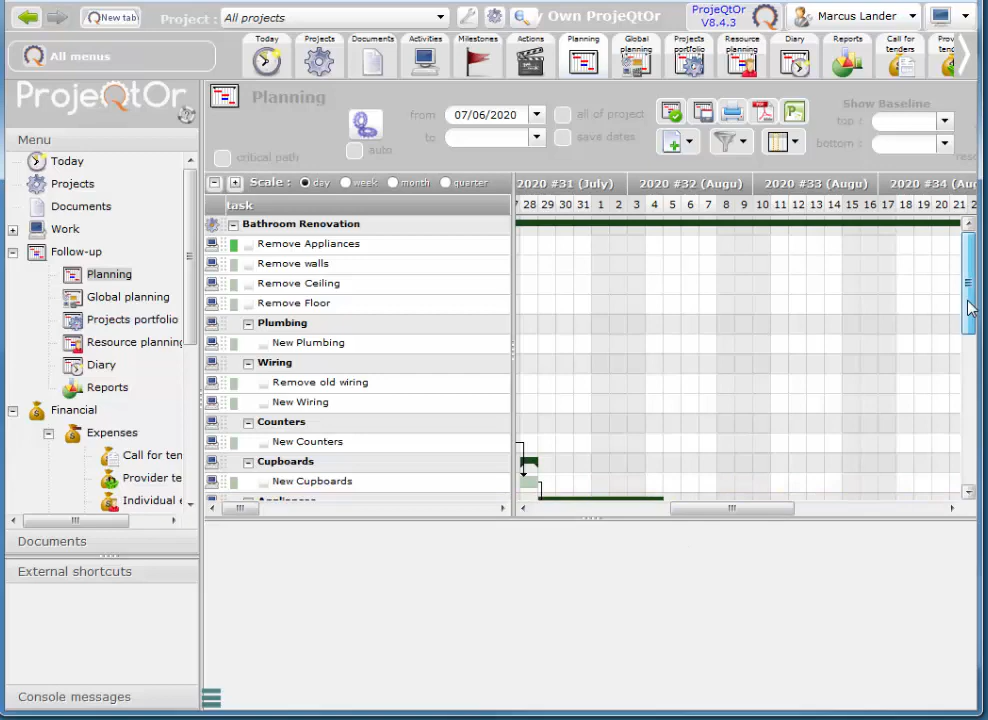 New tab
Project :
All projects
y Own ProjeQtOr
ProjeQtOr
V8.4.3
Marcus Lander
All menus
Today
Projects
Documents
Activities
Milestones
Actions
Planning
Global
planning
Projects
portfolio
Resource
planning
Diary
Reports
Call for
tenders
Prov
ten
ProjeQtOr
Planning
from
07/06/2020
all of project
Show Baseline
top :
to
save dates
bottom :
critical path
auto
Menu
Today
Projects
Documents
Work
Follow-up
Planning
Global planning
Projects portfolio
Resource planning
Diary
Reports
Financial
Expenses
Call for ten
Provider te
Individual e
Documents
External shortcuts
Console messages
Scale :
day
week
month
quarter
2020 #31 (July)
2020 #32 (Augu)
2020 #33 (Augu)
2020 #34 (Au
task
28 29 30 31 1 2 3 4 5 6 7 8 9 10 11 12 13 14 15 16 17 18 19 20 21
Bathroom Renovation
Remove Appliances
Remove walls
Remove Ceiling
Remove Floor
Plumbing
New Plumbing
Wiring
Remove old wiring
New Wiring
Counters
New Counters
Cupboards
New Cupboards